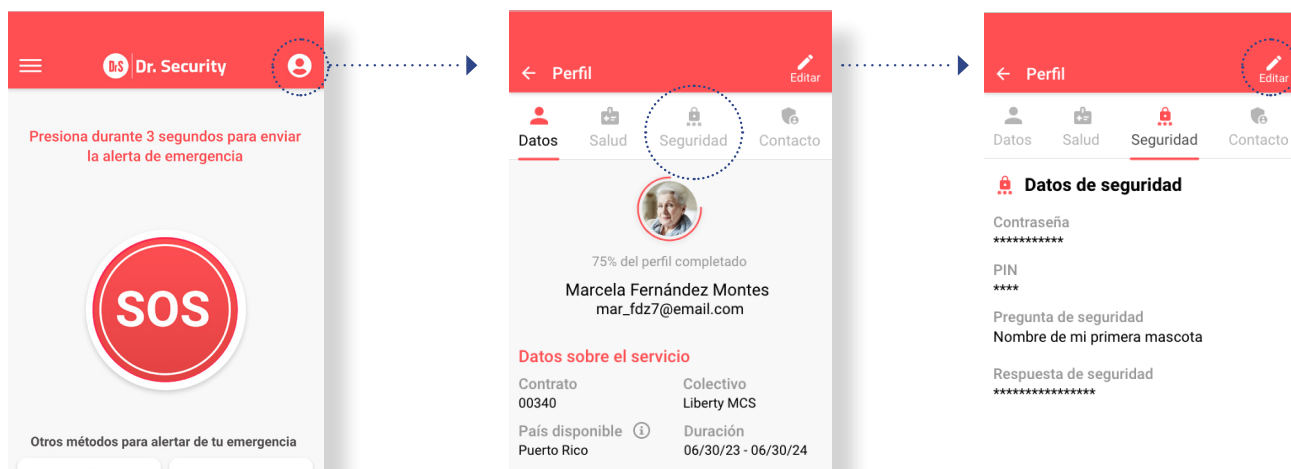 DrS Dr. Security
Presiona durante 3 segundos para enviar
la alerta de emergencia
SOS
Otros métodos para alertar de tu emergencia
Perfil
Editar
Datos
Salud
Seguridad
Contacto
75% del perfil completado
Marcela Fernández Montes
mar_fdz7@email.com
Datos sobre el servicio
Contrato
Colectivo
00340
Liberty MCS
País disponible
Duración
Puerto Rico
06/30/23 - 06/30/24
Perfil
Editar
Datos
Salud
Seguridad
Contacto
Datos de seguridad
Contraseña
***********
PIN
****
Pregunta de seguridad
Nombre de mi primera mascota
Respuesta de seguridad
****************